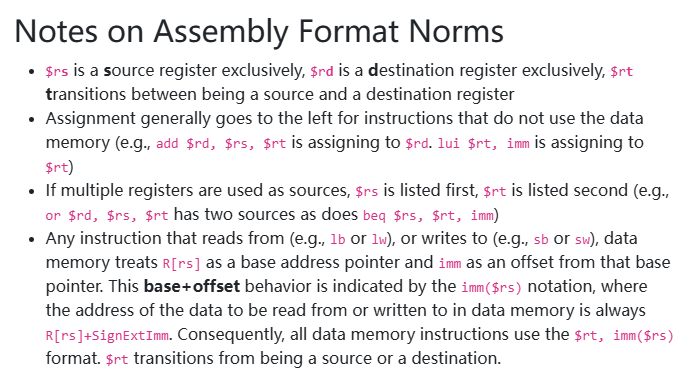 Notes on Assembly Format Norms
• $rs is a source register exclusively, $rd is a destination register exclusively, $rt
transitions between being a source and a destination register
• Assignment generally goes to the left for instructions that do not use the data
memory (e.g., add $rd, $rs, $rt is assigning to $rd. lui $rt, imm is assigning to
$rt)
• If multiple registers are used as sources, $rs is listed first, $rt is listed second (e.g.,
or $rd, $rs, $rt has two sources as does beq $rs, $rt, imm)
• Any instruction that reads from (e.g., lb or lw), or writes to (e.g., sb or sw), data
memory treats R[rs] as a base address pointer and imm as an offset from that base
pointer. This base+offset behavior is indicated by the imm($rs) notation, where
the address of the data to be read from or written to in data memory is always
R[rs]+SignExtImm. Consequently, all data memory instructions use the $rt, imm($rs)
format. $rt transitions from being a source or a destination.